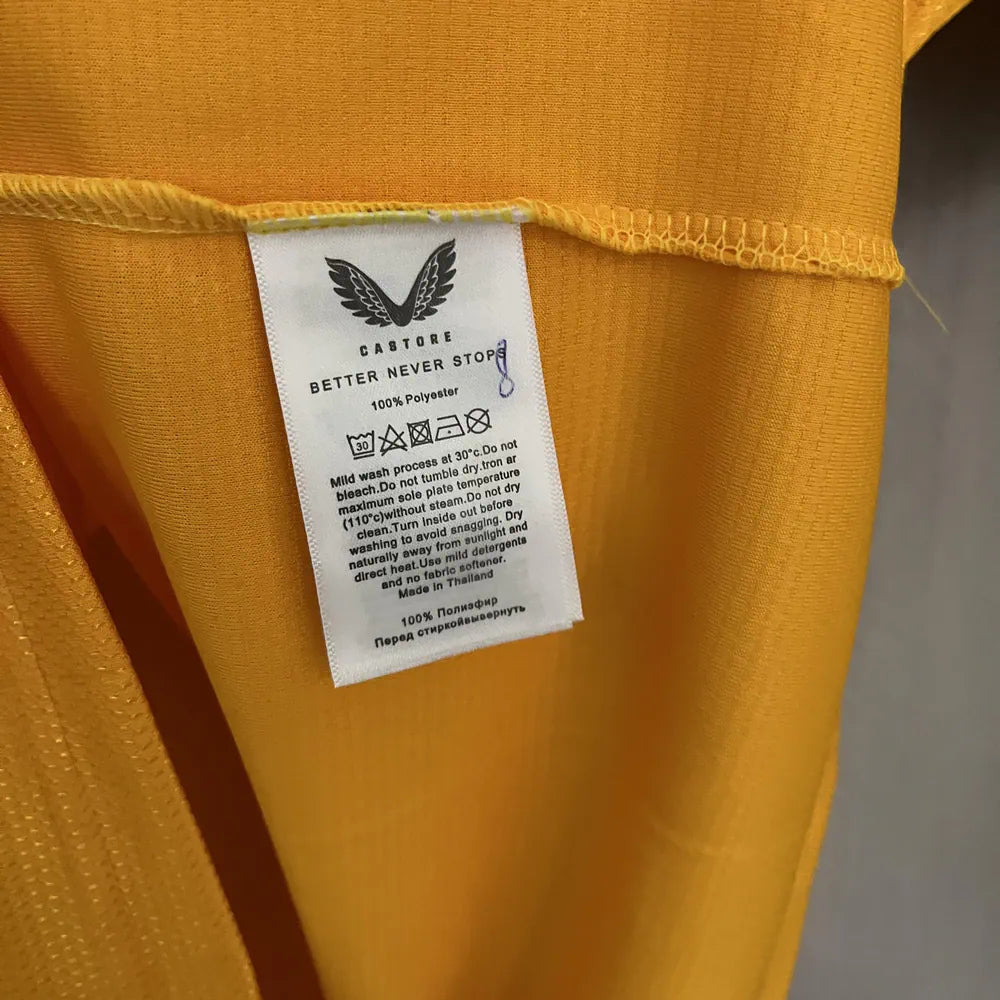 CASTORE
BETTER NEVER STOPS
8
100% Polyester
30
Mild wash process at 30°c.Do not
bleach.Do not tumble dry.tron ar
maximum sole plate temperature
(110°c)without steam.Do not dry
clean.Turn inside out before
washing to avoid snagging. Dry
naturally away from sunlight and
direct heat.Use mild detergents
and no fabric softener.
Made in Thailand
100% Полиэфир
Перед стиркойвывернуть